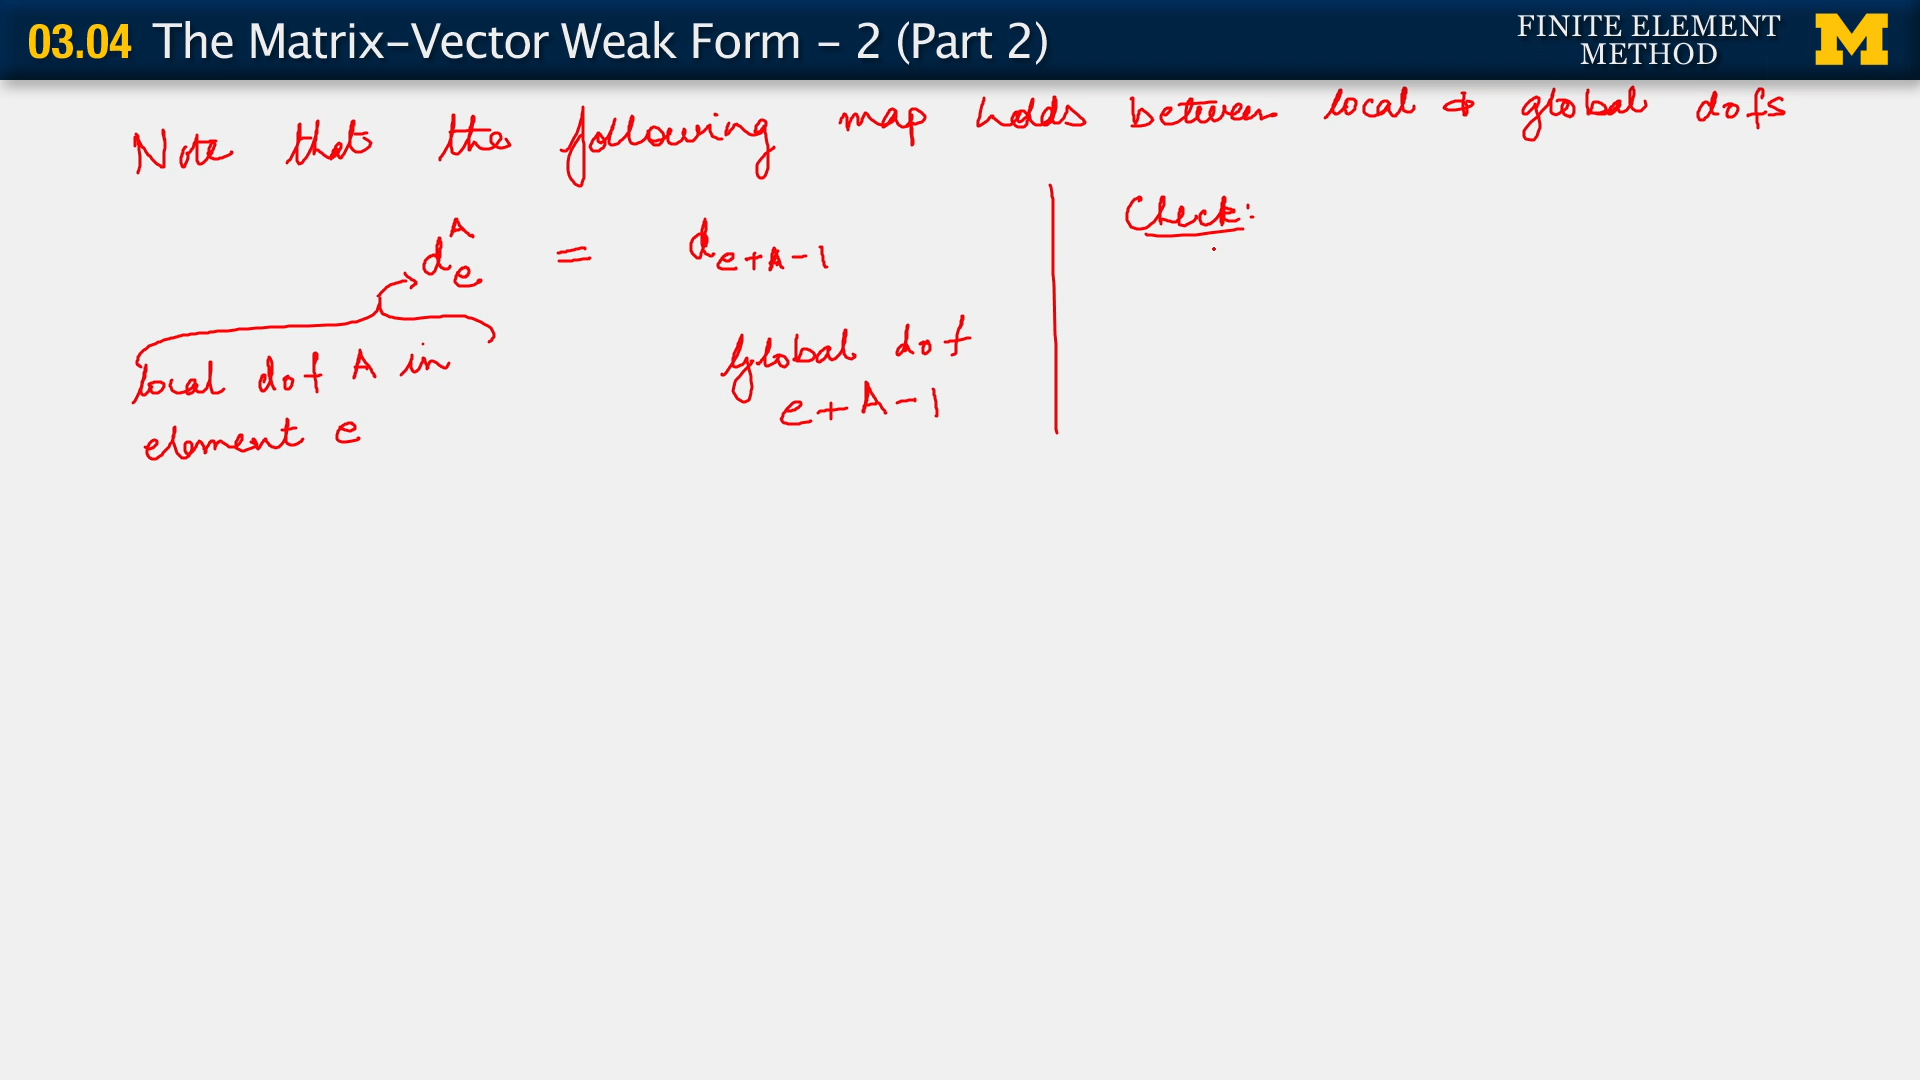 03.04 The Matrix-Vector Weak Form – 2 (Part 2)
FINITE ELEMENT
METHOD
M
Note that the following map holds between local & global dofs
d_e^A = d_{e+A-1}
local dof A in
element e
global dof
e+A-1
Check: